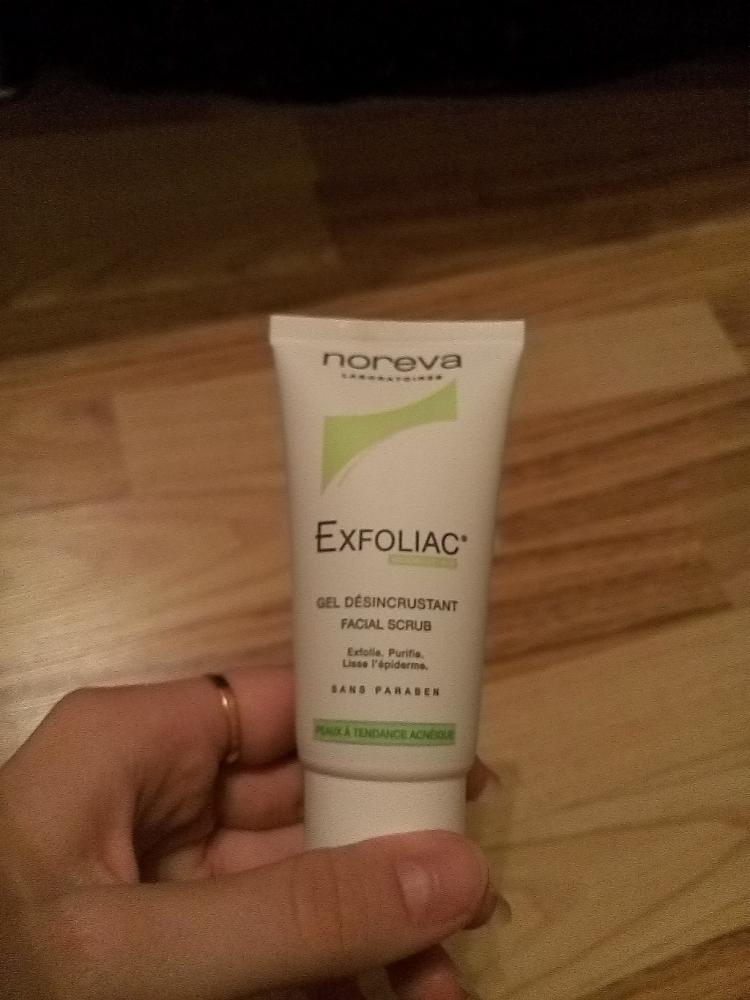 noreva
LABORATOIRES
EXFOLIAC®
GEL DÉSINCRUSTANT
FACIAL SCRUB
Exfolie. Purifie.
Lisse l'épiderme.
SANS PARABEN
PEAUX À TENDANCE ACNÉIQUE